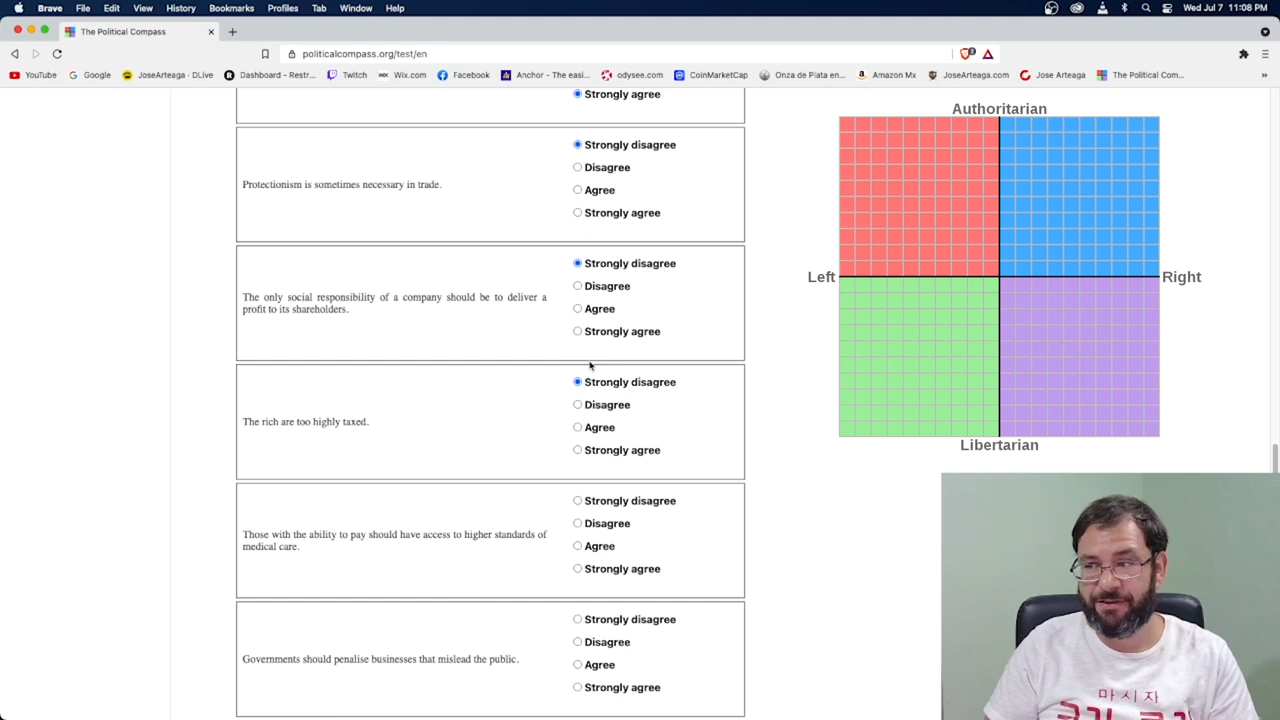 Brave File Edit View History Bookmarks Profiles Tab Window Help
Wed Jul 7 11:08 PM
The Political Compass
politicalcompass.org/test/en
YouTube Google JoseArteaga - DLive Dashboard - Restr... Twitch Wix.com Facebook Anchor - The easi... odysee.com CoinMarketCap Onza de Plata en... Amazon Mx JoseArteaga.com Jose Arteaga The Political Com...
Strongly agree
Protectionism is sometimes necessary in trade.
Strongly disagree
Disagree
Agree
Strongly agree
The only social responsibility of a company should be to deliver a
profit to its shareholders.
Strongly disagree
Disagree
Agree
Strongly agree
The rich are too highly taxed.
Strongly disagree
Disagree
Agree
Strongly agree
Those with the ability to pay should have access to higher standards of
medical care.
Strongly disagree
Disagree
Agree
Strongly agree
Governments should penalise businesses that mislead the public.
Strongly disagree
Disagree
Agree
Strongly agree
Authoritarian
Left
Right
Libertarian
마시자